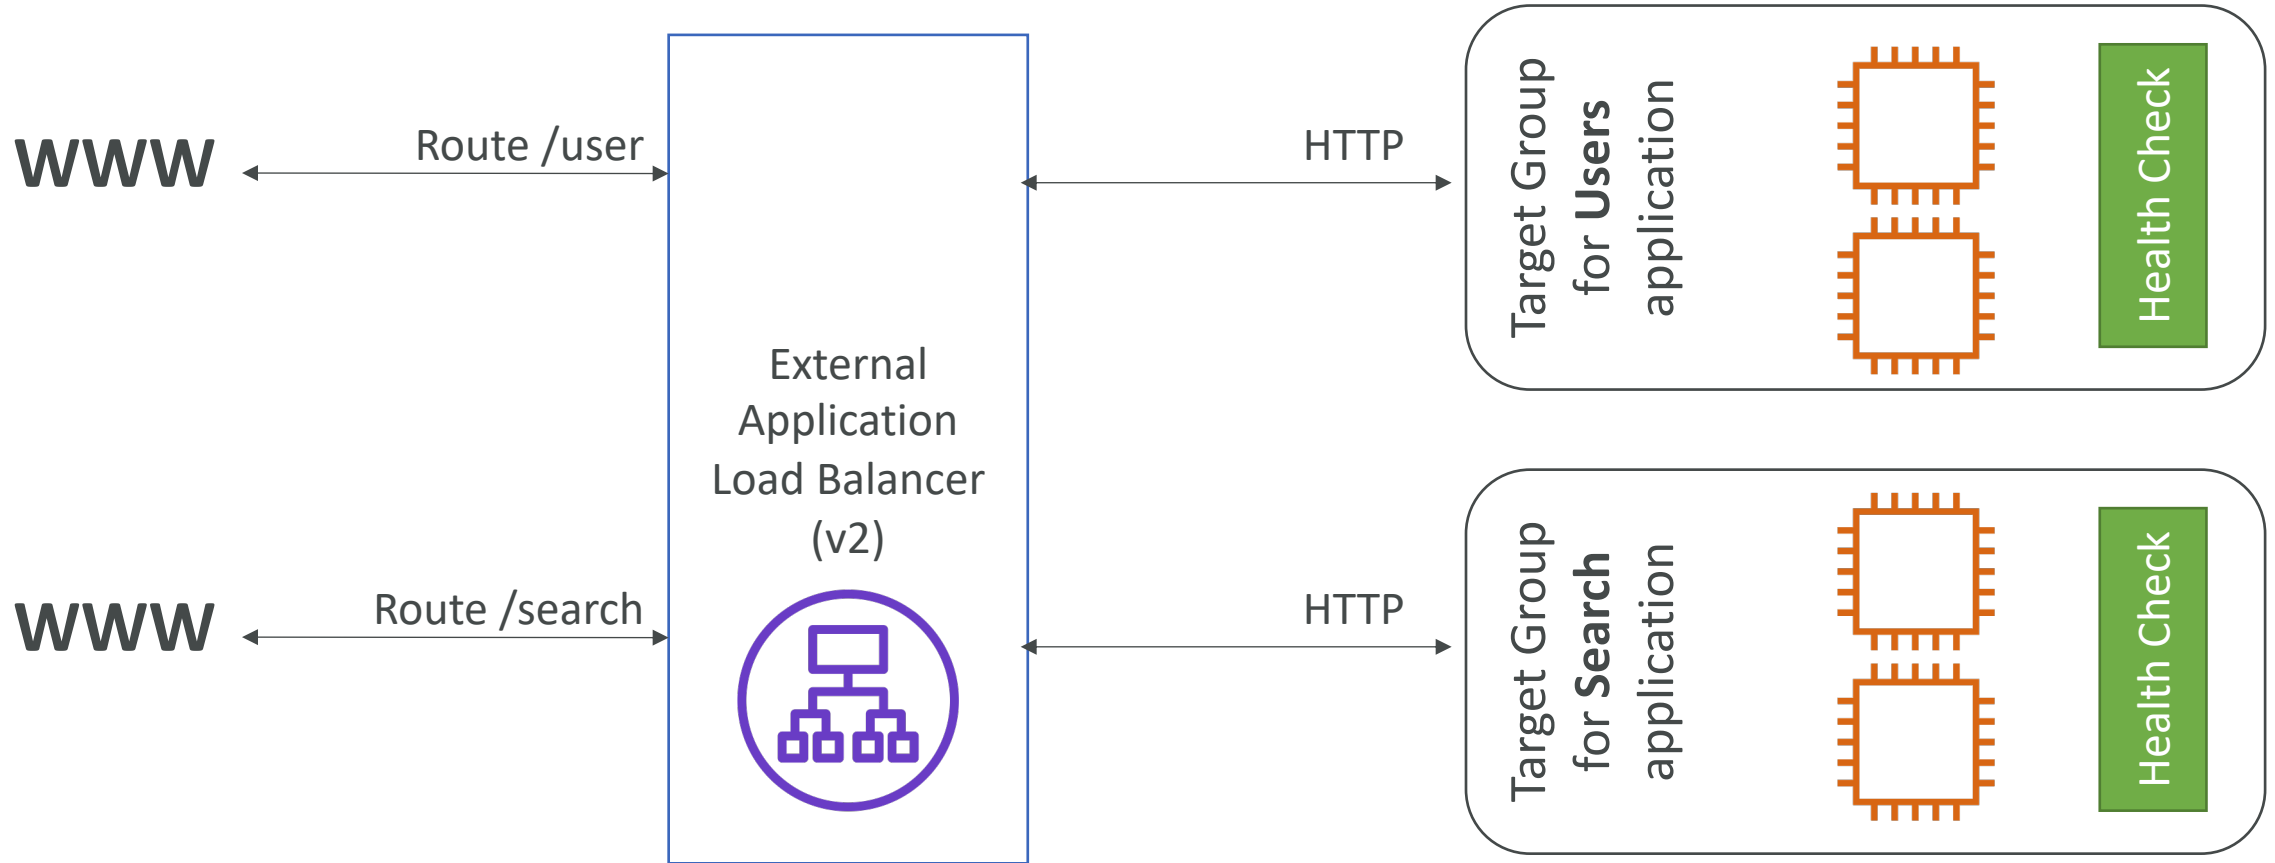 WWW
Route /user
HTTP
Target Group
for Users
application
Health Check
External
Application
Load Balancer
(v2)
WWW
Route /search
HTTP
Target Group
for Search
application
Health Check